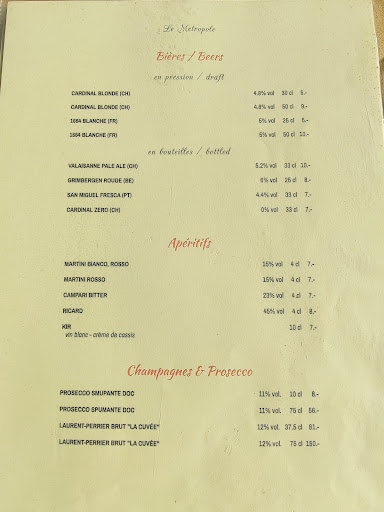 Le Metropole
Bières / Beers
en pression / draft
CARDINAL BLONDE (CH) 4.8% vol 30 cl 6.-
CARDINAL BLONDE (CH) 4.8% vol 50 cl 9.-
1664 BLANCHE (FR) 5% vol 25 cl 5.-
1664 BLANCHE (FR) 5% vol 50 cl 10.-
en bouteilles / bottled
VALAISANNE PALE ALE (CH) 5.2% vol 33 cl 10.-
GRIMBERGEN ROUGE (BE) 6% vol 25 cl 8.-
SAN MIGUEL FRESCA (PT) 4.4% vol 33 cl 7.-
CARDINAL ZERO (CH) 0% vol 33 cl 7.-
Apéritifs
MARTINI BIANCO, ROSSO 15% vol 4 cl 7.-
MARTINI ROSSO 15% vol 4 cl 7.-
CAMPARI BITTER 23% vol 4 cl 7.-
RICARD 45% vol 4 cl 8.-
KIR 10 cl 7.-
vin blanc - crème de cassis
Champagnes & Prosecco
PROSECCO SMUPANTE DOC 11% vol. 10 cl 8.-
PROSECCO SPUMANTE DOC 11% vol. 75 cl 56.-
LAURENT-PERRIER BRUT "LA CUVÉE" 12% vol. 37,5 cl 81.-
LAURENT-PERRIER BRUT "LA CUVÉE" 12% vol. 75 cl 150.-